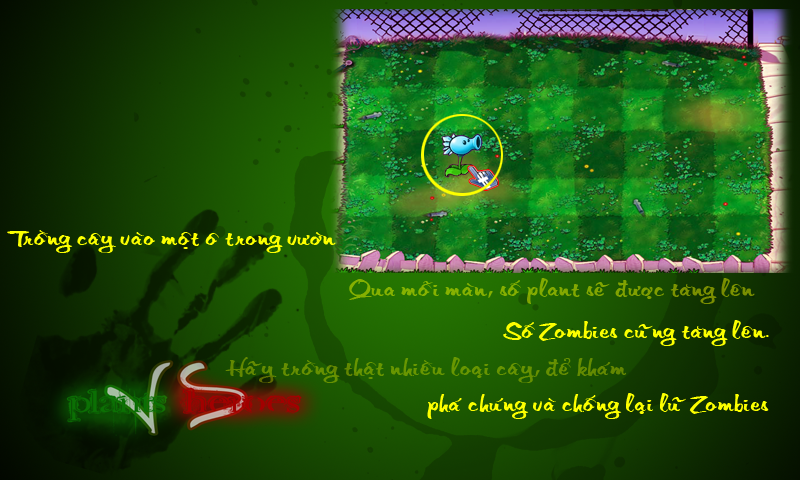 Trồng cây vào một ô trong vườn
Qua mỗi màn, số plant sẽ được tăng lên
Số Zombies cũng tăng lên.
Hãy trồng thật nhiều loại cây, để khám
phá chúng và chống lại lũ Zombies
plants VS